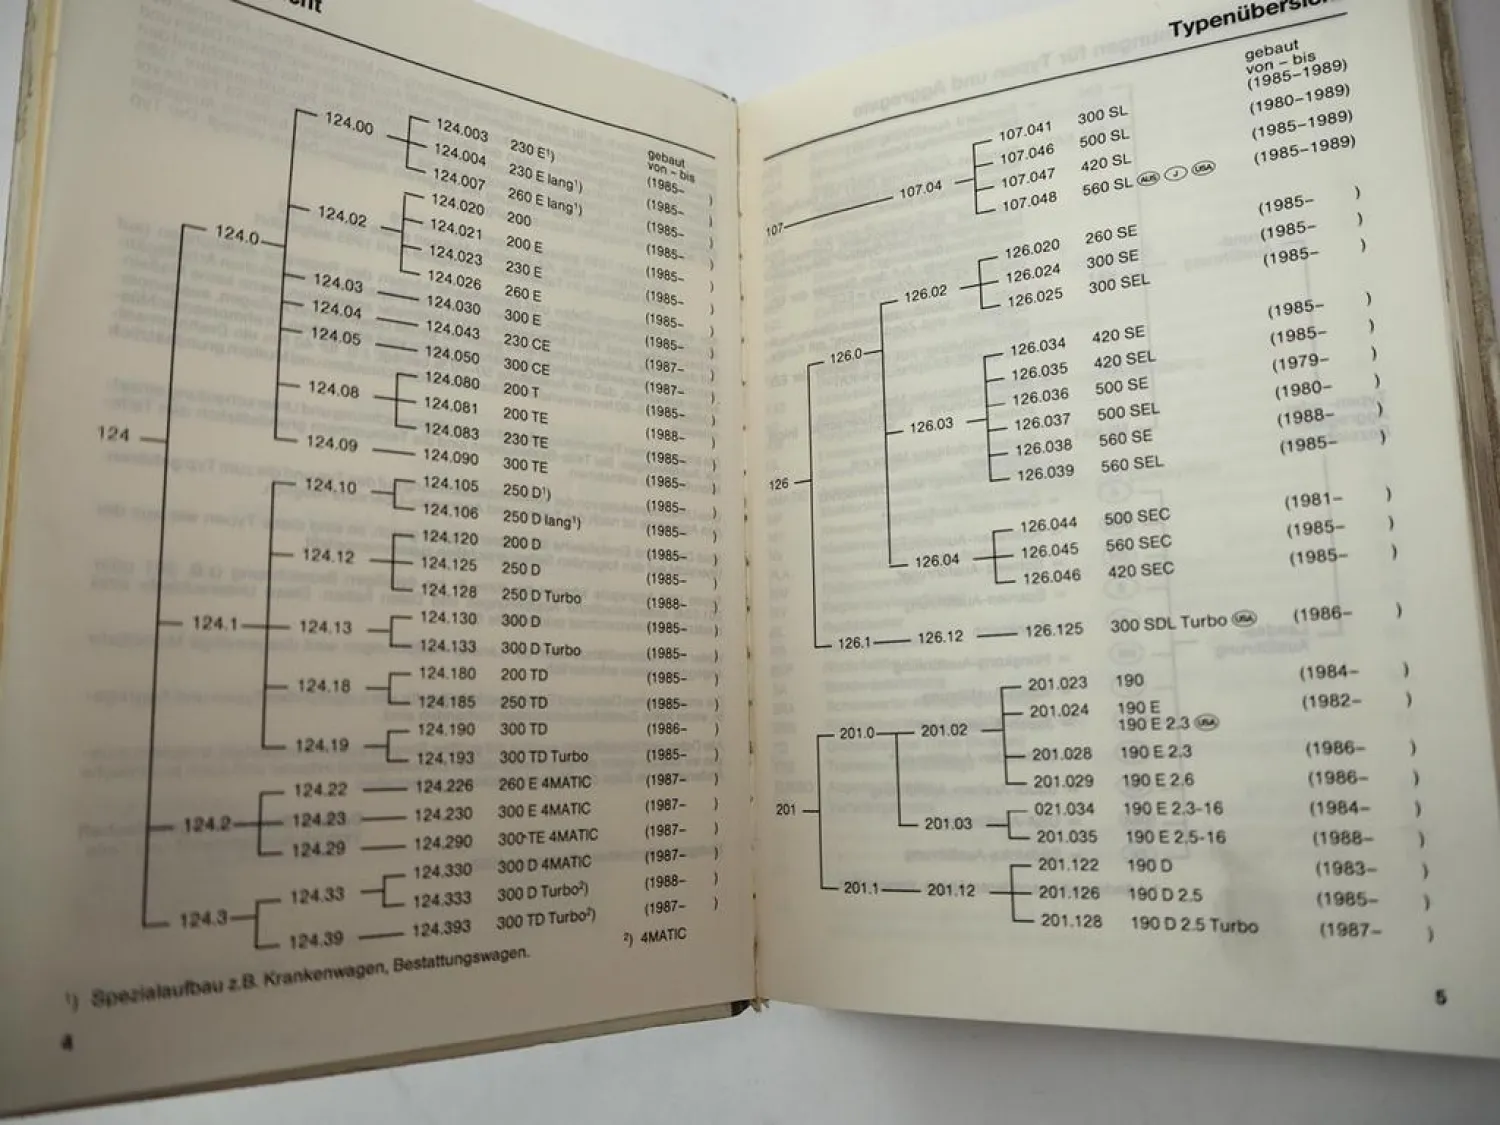 ht
gebaut
von – bis
124 124.0 124.00 124.003 230 E¹) (1985– )
124.004 230 E lang¹) (1985– )
124.007 260 E lang¹) (1985– )
124.02 124.020 200 (1985– )
124.021 200 E (1985– )
124.023 230 E (1985– )
124.026 260 E (1985– )
124.03 124.030 300 E (1985– )
124.04 124.043 230 CE (1987– )
124.05 124.050 300 CE (1987– )
124.08 124.080 200 T (1985– )
124.081 200 TE (1988– )
124.083 230 TE (1985– )
124.09 124.090 300 TE (1985– )
124.1 124.10 124.105 250 D¹) (1985– )
124.106 250 D lang¹) (1985– )
124.12 124.120 200 D (1985– )
124.125 250 D (1985– )
124.128 250 D Turbo (1988– )
124.13 124.130 300 D (1985– )
124.133 300 D Turbo (1985– )
124.18 124.180 200 TD (1985– )
124.185 250 TD (1985– )
124.19 124.190 300 TD (1986– )
124.193 300 TD Turbo (1985– )
124.2 124.22 124.226 260 E 4MATIC (1987– )
124.23 124.230 300 E 4MATIC (1987– )
124.29 124.290 300 TE 4MATIC (1987– )
124.3 124.33 124.330 300 D 4MATIC (1987– )
124.333 300 D Turbo²) (1988– )
124.39 124.393 300 TD Turbo²) (1987– )
²) 4MATIC
¹) Spezialaufbau z.B. Krankenwagen, Bestattungswagen.
4
Typenübersich
gebaut
von – bis
107 107.04 107.041 300 SL (1985–1989)
107.046 500 SL (1980–1989)
107.047 420 SL (1985–1989)
107.048 560 SL AUS J USA (1985–1989)
126 126.0 126.02 126.020 260 SE (1985– )
126.024 300 SE (1985– )
126.025 300 SEL (1985– )
126.03 126.034 420 SE (1985– )
126.035 420 SEL (1985– )
126.036 500 SE (1979– )
126.037 500 SEL (1980– )
126.038 560 SE (1988– )
126.039 560 SEL (1985– )
126.04 126.044 500 SEC (1981– )
126.045 560 SEC (1985– )
126.046 420 SEC (1985– )
126.1 126.12 126.125 300 SDL Turbo USA (1986– )
201 201.0 201.02 201.023 190 (1984– )
201.024 190 E (1982– )
190 E 2.3 USA
201.028 190 E 2.3 (1986– )
201.029 190 E 2.6 (1986– )
201.03 021.034 190 E 2.3-16 (1984– )
201.035 190 E 2.5-16 (1988– )
201.1 201.12 201.122 190 D (1983– )
201.126 190 D 2.5 (1985– )
201.128 190 D 2.5 Turbo (1987– )
5